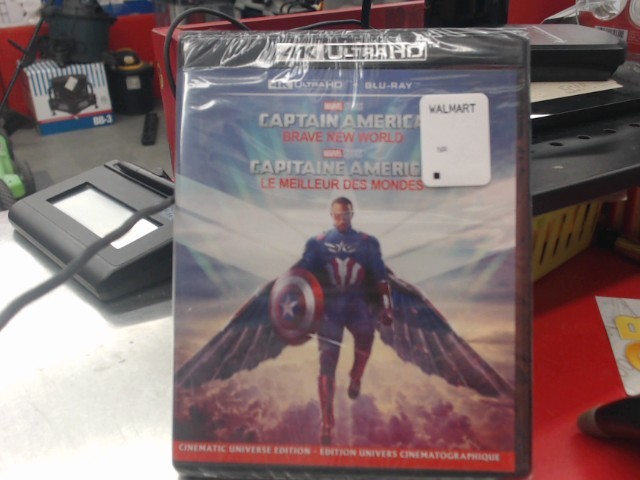 4K ULTRA HD
4K ULTRA HD BLU-RAY
MARVEL
CAPTAIN AMERICA
BRAVE NEW WORLD
MARVEL
CAPITAINE AMERICA
LE MEILLEUR DES MONDES
WALMART
CINEMATIC UNIVERSE EDITION • EDITION UNIVERS CINÉMATOGRAPHIQUE